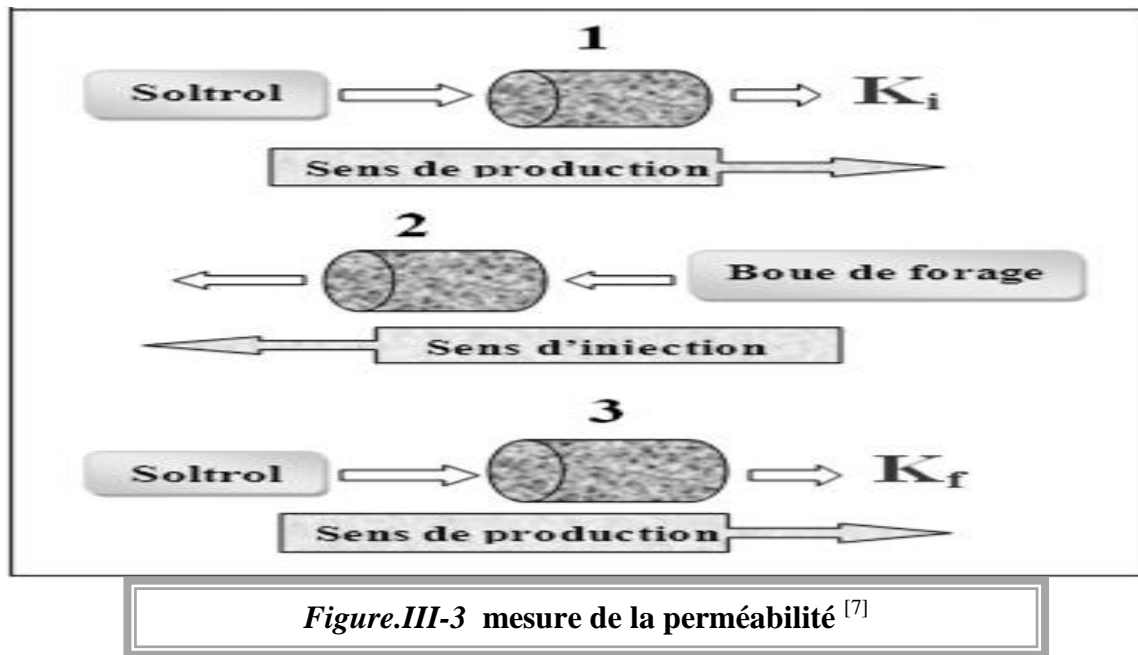 1
Soltrol
Ki
Sens de production
2
Boue de forage
Sens d'injection
3
Soltrol
Kf
Sens de production
Figure.III-3 mesure de la perméabilité [7]